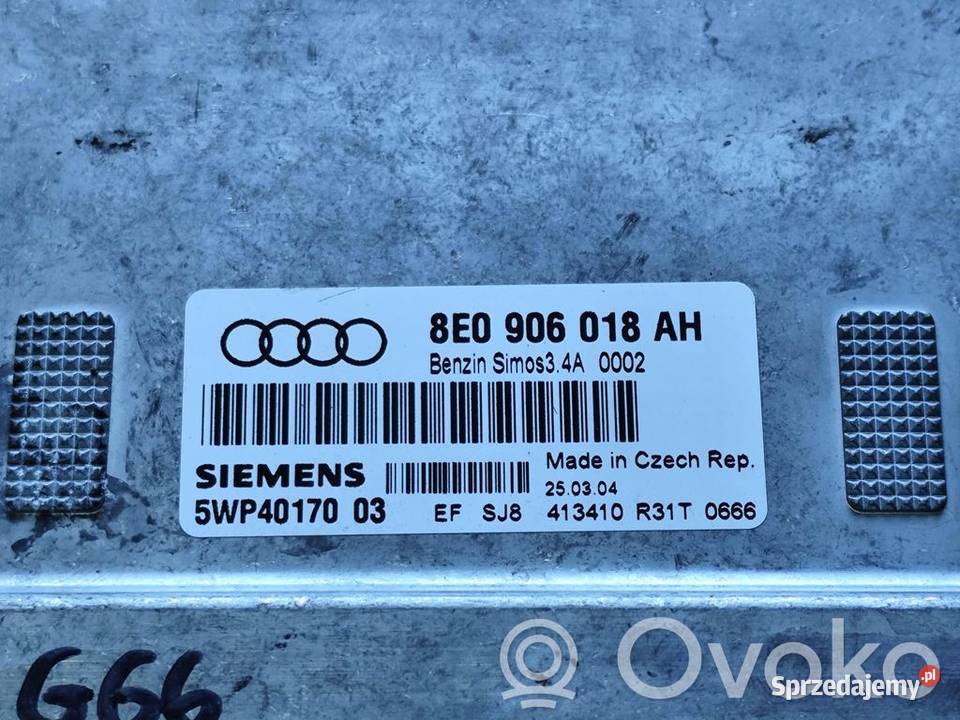 8E0 906 018 AH
Benzin Simos3.4A 0002
SIEMENS
Made in Czech Rep.
25.03.04
5WP40170 03
EF SJ8 413410 R31T 0666
G66
Ovoko
Sprzedajemy.pl